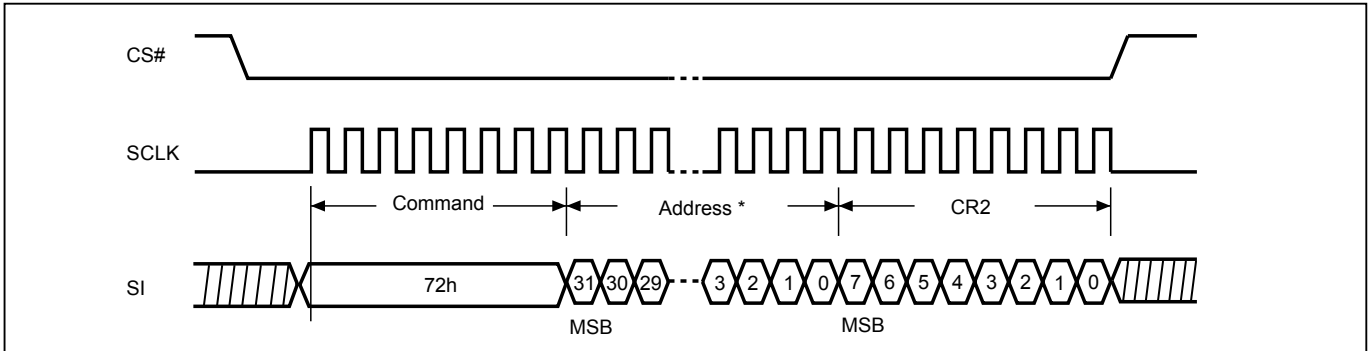 CS#
SCLK
Command Address * CR2
SI 72h 31 30 29 3 2 1 0 7 6 5 4 3 2 1 0
MSB MSB